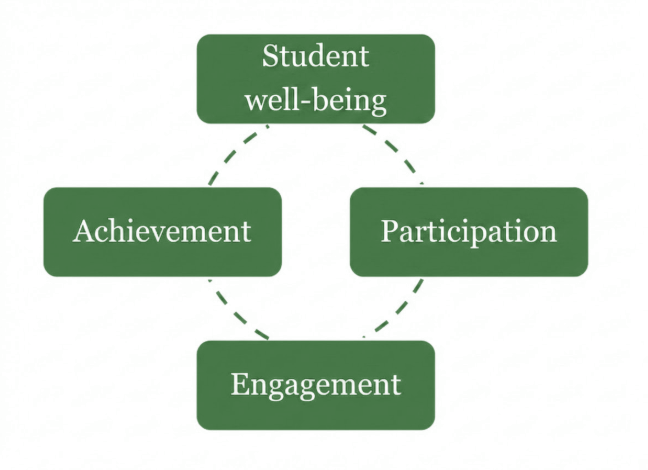 Student
well-being
Achievement
Participation
Engagement